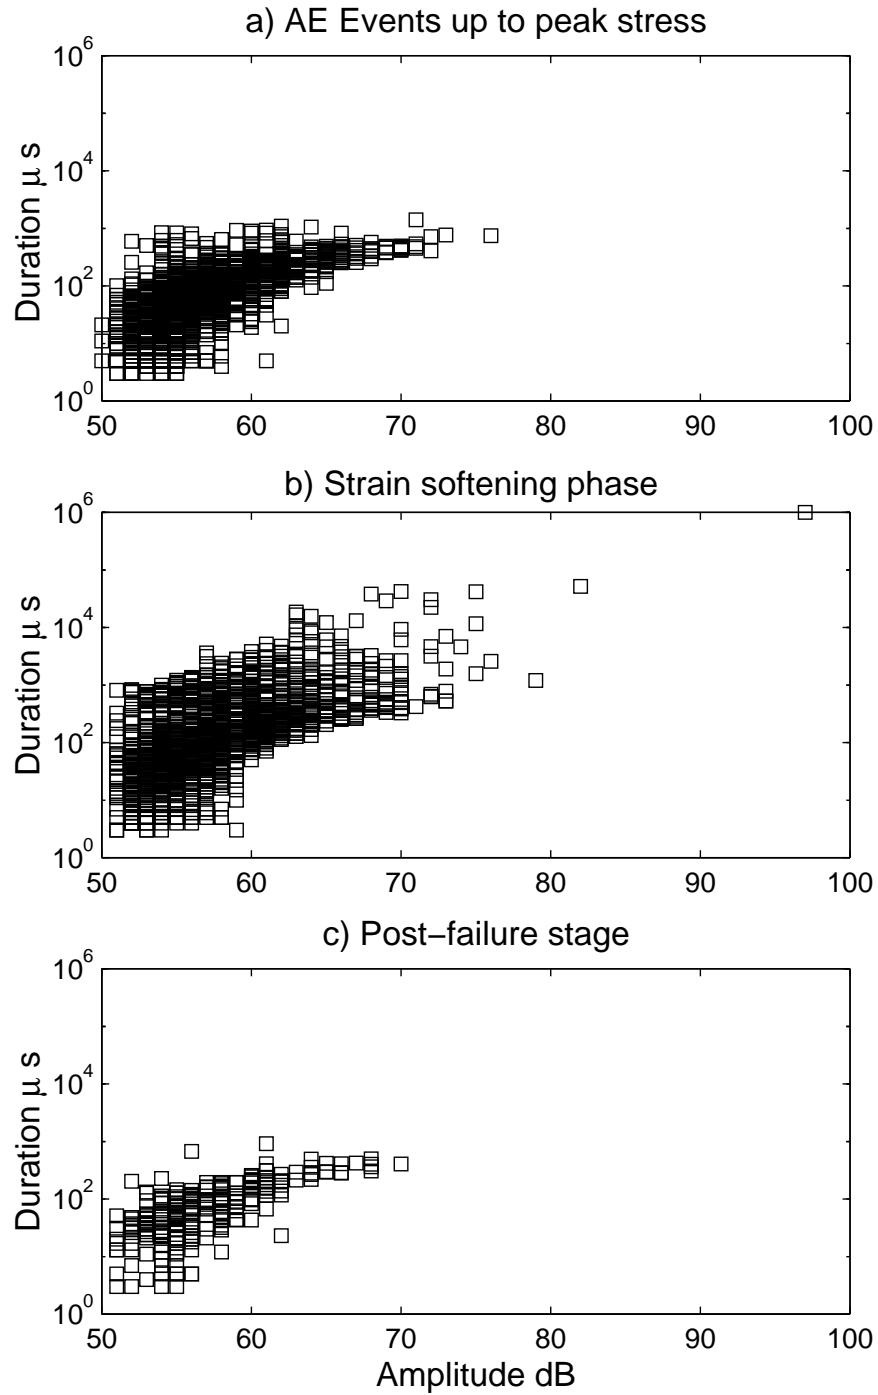 a) AE Events up to peak stress
10^6
10^4
10^2
10^0
Duration μ s
50 60 70 80 90 100
b) Strain softening phase
10^6
10^4
10^2
10^0
Duration μ s
50 60 70 80 90 100
c) Post−failure stage
10^6
10^4
10^2
10^0
Duration μ s
50 60 70 80 90 100
Amplitude dB